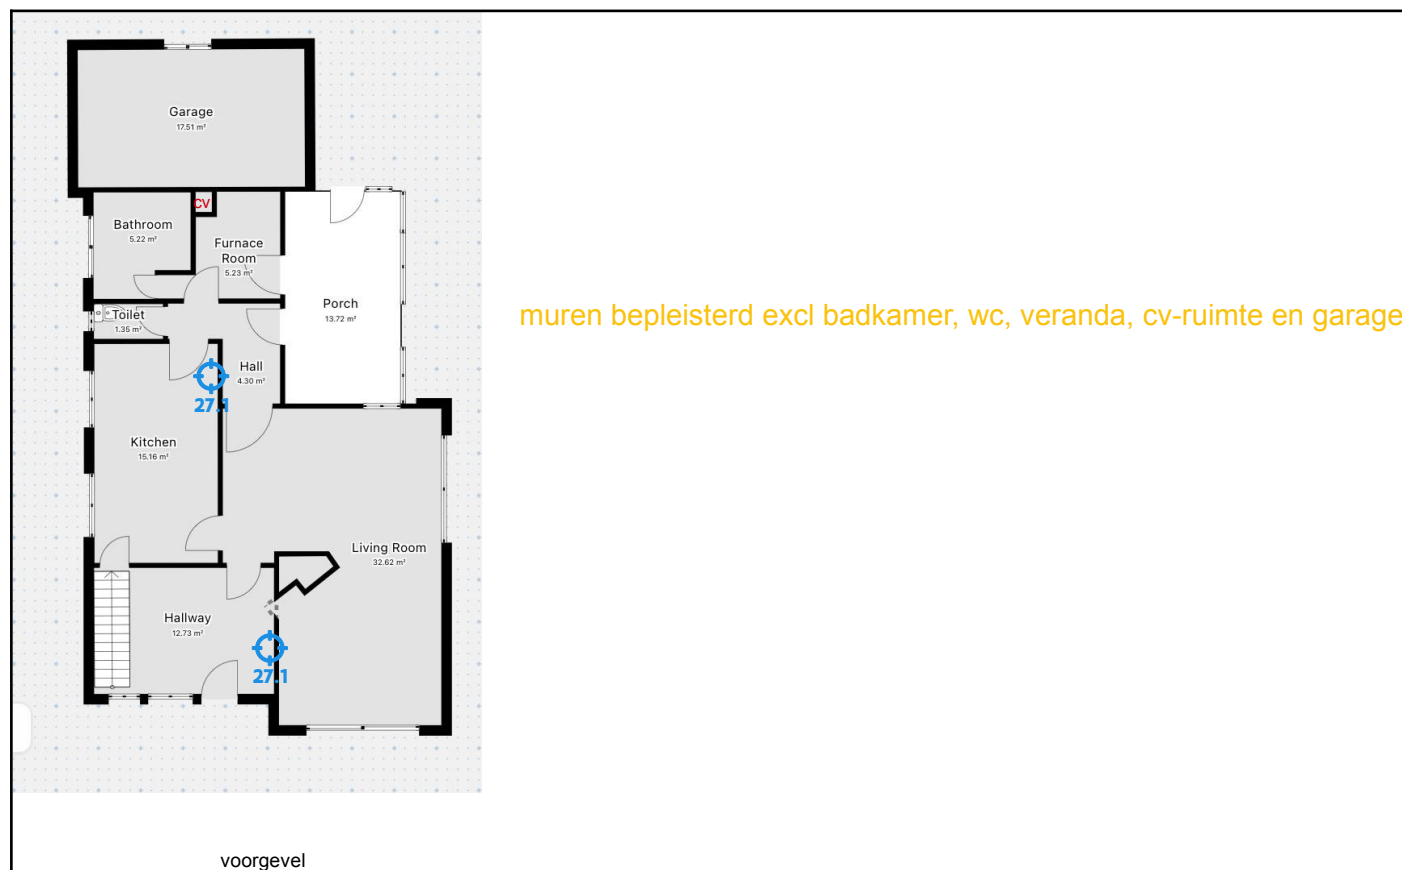 Garage
17.51 m²
CV
Bathroom
5.22 m²
Furnace
Room
5.23 m²
Porch
13.72 m²
Toilet
1.35 m²
muren bepleisterd excl badkamer, wc, veranda, cv-ruimte en garage
Hall
4.30 m²
27.1
Kitchen
15.16 m²
Living Room
32.62 m²
Hallway
12.73 m²
27.1
voorgevel